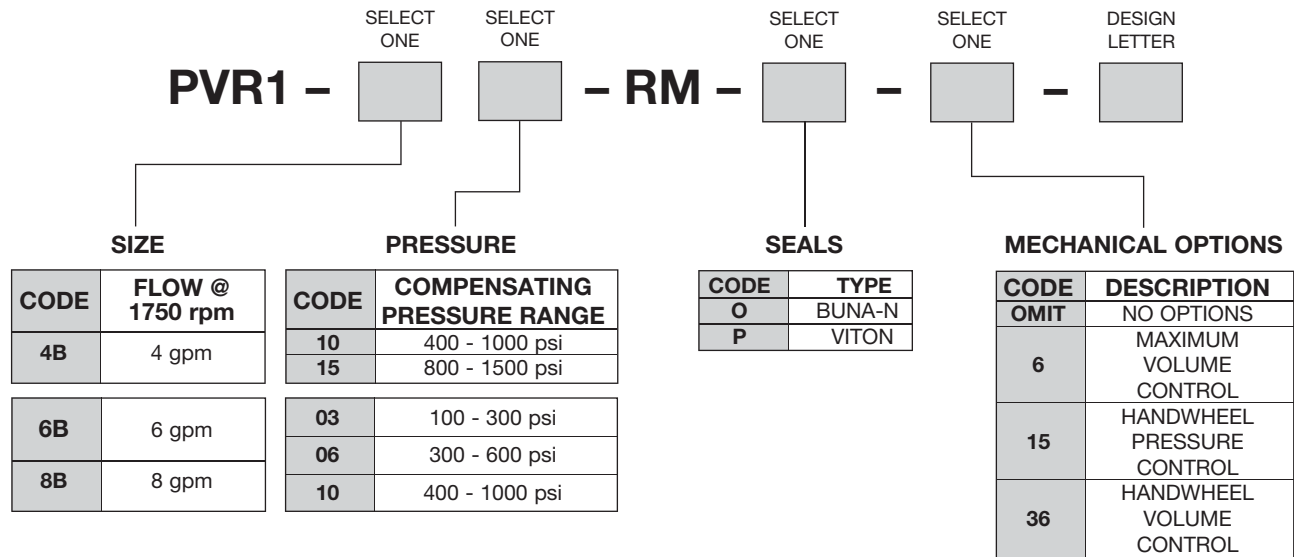 SELECT ONE
SELECT ONE
SELECT ONE
SELECT ONE
DESIGN LETTER
PVR1 – – RM – – –
SIZE
CODE FLOW @ 1750 rpm
4B 4 gpm
6B 6 gpm
8B 8 gpm
PRESSURE
CODE COMPENSATING PRESSURE RANGE
10 400 - 1000 psi
15 800 - 1500 psi
03 100 - 300 psi
06 300 - 600 psi
10 400 - 1000 psi
SEALS
CODE TYPE
O BUNA-N
P VITON
MECHANICAL OPTIONS
CODE DESCRIPTION
OMIT NO OPTIONS
6 MAXIMUM VOLUME CONTROL
15 HANDWHEEL PRESSURE CONTROL
36 HANDWHEEL VOLUME CONTROL